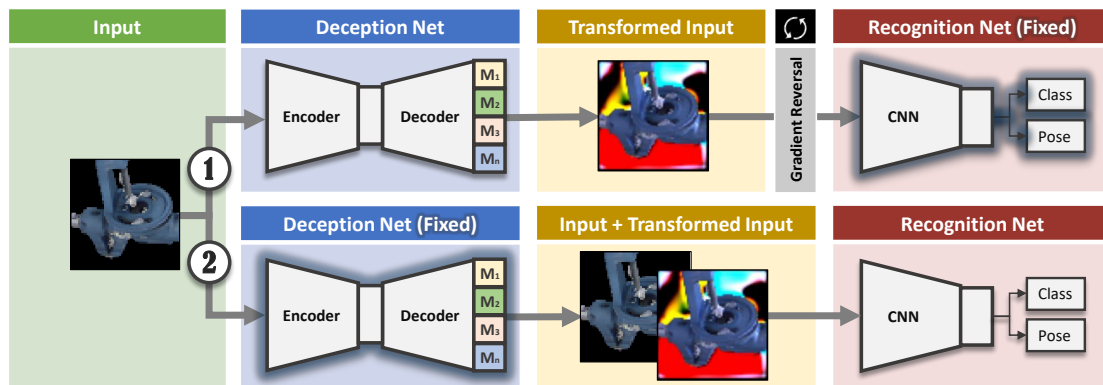 Input
Deception Net
Transformed Input
Recognition Net (Fixed)
1
Encoder
Decoder
M1
M2
M3
Mn
Gradient Reversal
CNN
Class
Pose
2
Deception Net (Fixed)
Input + Transformed Input
Recognition Net
Encoder
Decoder
M1
M2
M3
Mn
CNN
Class
Pose